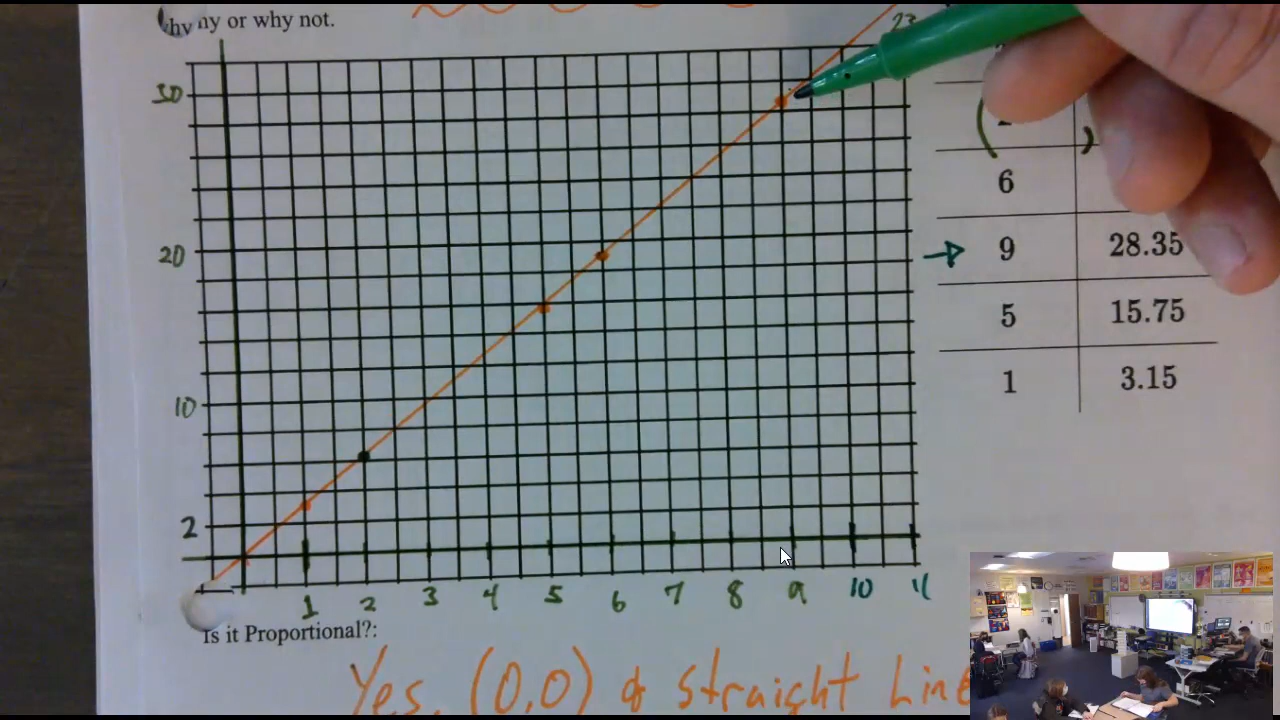 ny or why not.
23
30
20
10
2
1 2 3 4 5 6 7 8 9 10 11
6
9 28.35
5 15.75
1 3.15
Is it Proportional?:
Yes, (0,0) & Straight Line